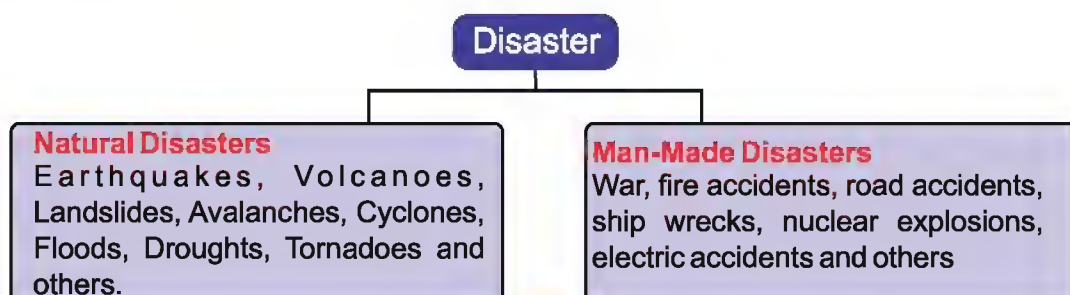 Disaster
Natural Disasters
Earthquakes, Volcanoes,
Landslides, Avalanches, Cyclones,
Floods, Droughts, Tornadoes and
others.
Man-Made Disasters
War, fire accidents, road accidents,
ship wrecks, nuclear explosions,
electric accidents and others